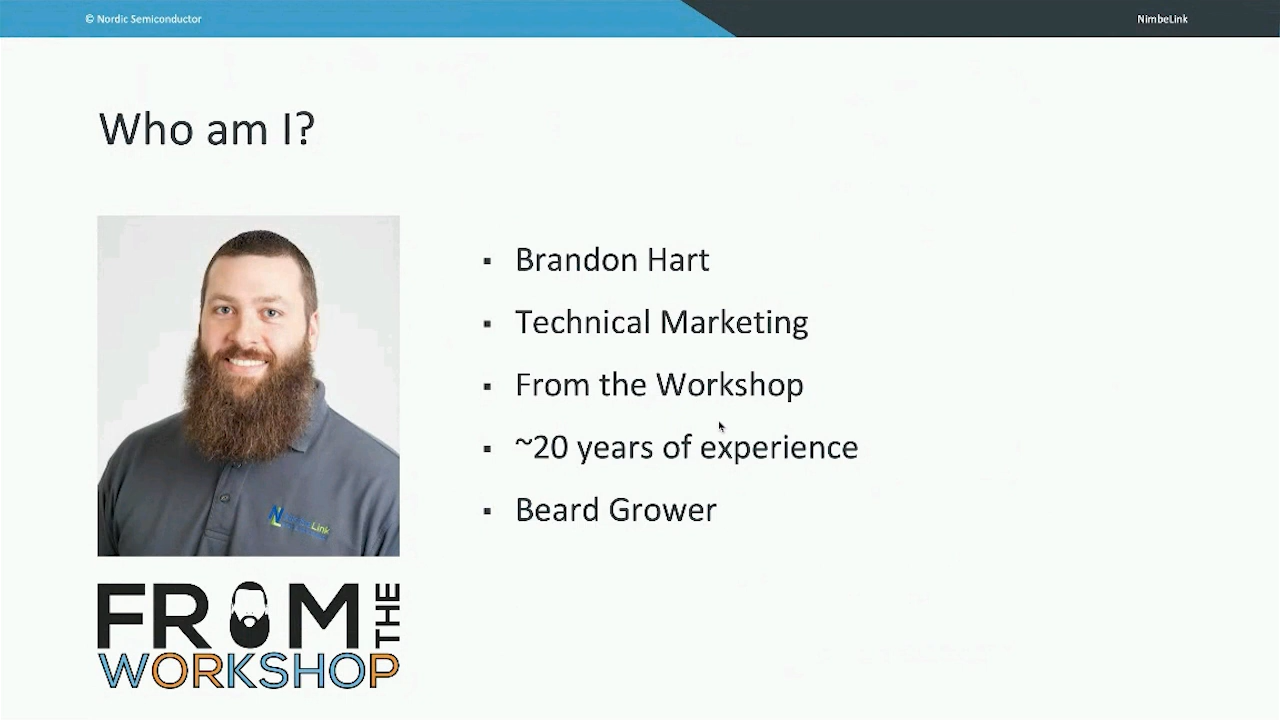 © Nordic Semiconductor
NimbeLink
Who am I?
▪ Brandon Hart
▪ Technical Marketing
▪ From the Workshop
▪ ~20 years of experience
▪ Beard Grower
Link
FROM THE
WORKSHOP